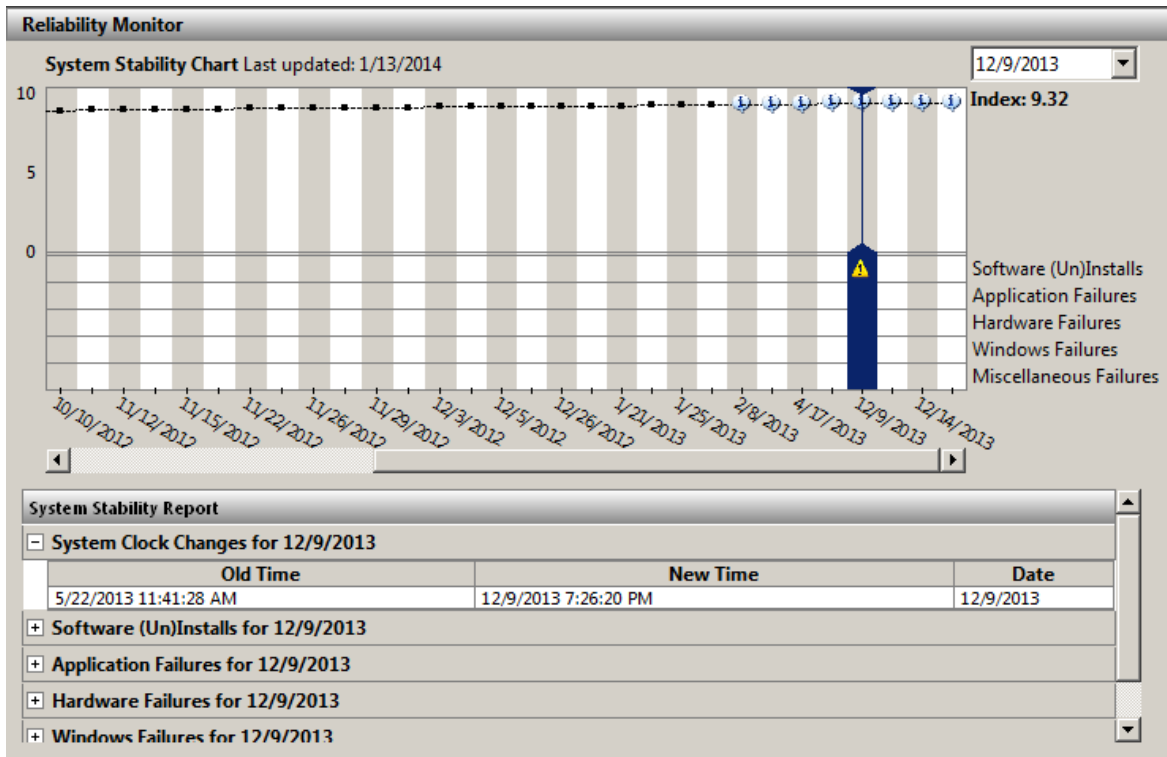 Reliability Monitor
System Stability Chart Last updated: 1/13/2014
12/9/2013
10
Index: 9.32
5
0
Software (Un)Installs
Application Failures
Hardware Failures
Windows Failures
Miscellaneous Failures
10/10/2012 11/12/2012 11/15/2012 11/22/2012 11/26/2012 11/29/2012 12/3/2012 12/5/2012 12/26/2012 1/21/2013 1/25/2013 2/8/2013 4/17/2013 12/9/2013 12/14/2013
System Stability Report
System Clock Changes for 12/9/2013
Old Time New Time Date
5/22/2013 11:41:28 AM 12/9/2013 7:26:20 PM 12/9/2013
Software (Un)Installs for 12/9/2013
Application Failures for 12/9/2013
Hardware Failures for 12/9/2013
Windows Failures for 12/9/2013